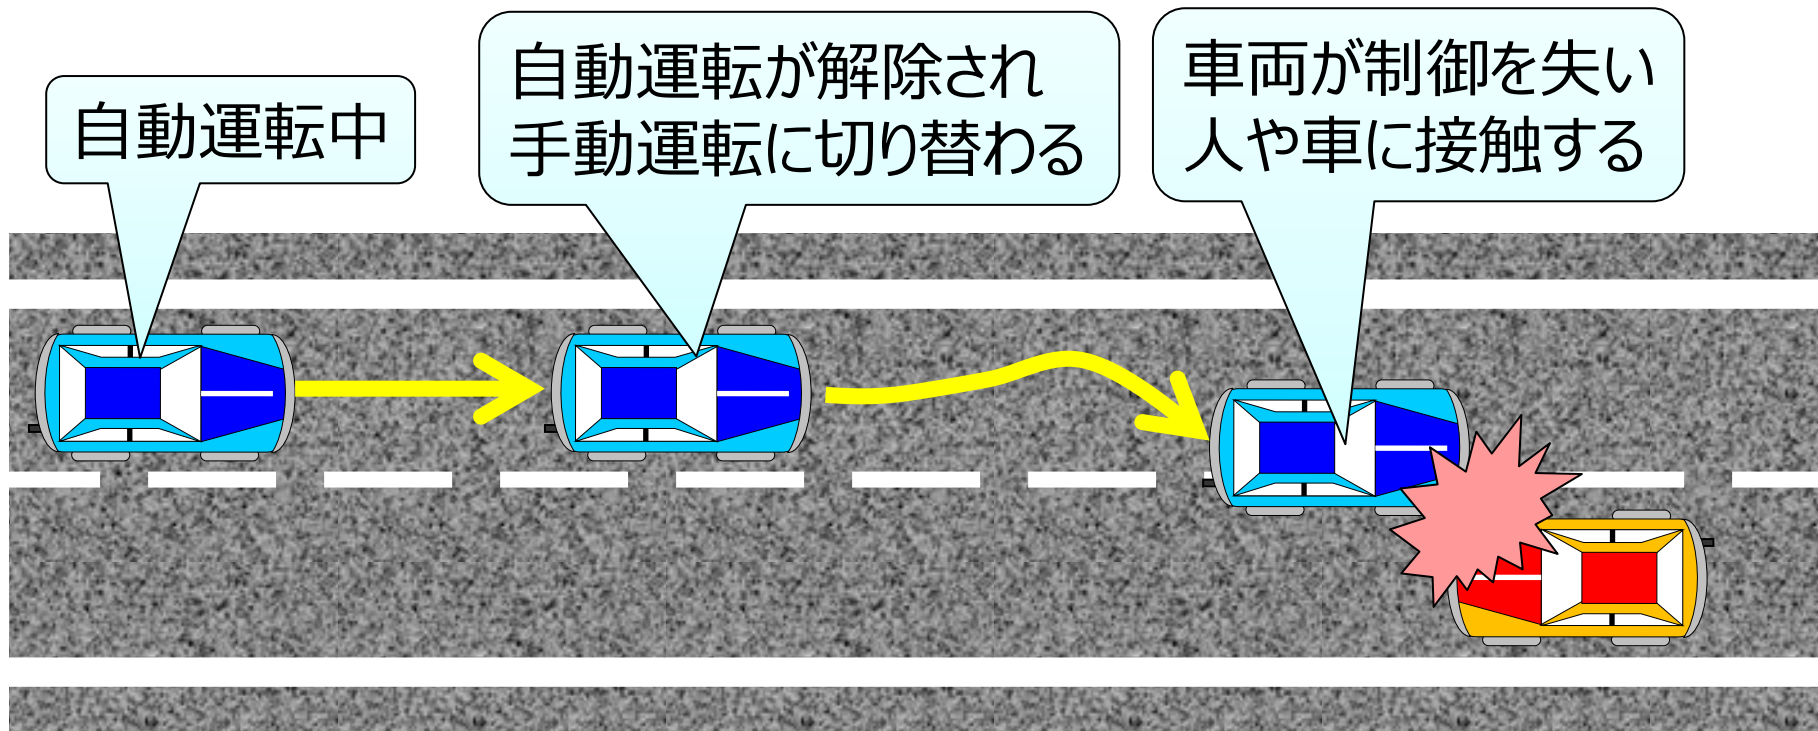 自動運転中
自動運転が解除され
手動運転に切り替わる
車両が制御を失い
人や車に接触する